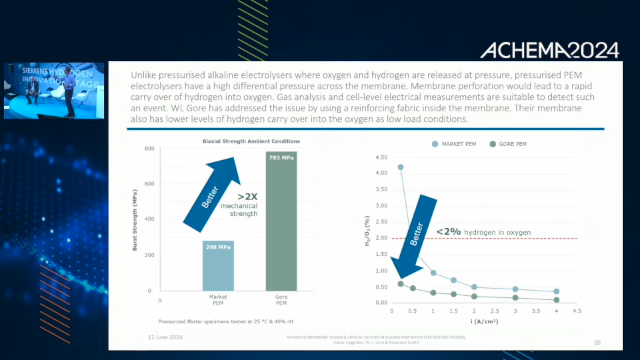 ACHEMA2024
SIEMENS HYDROGEN
INNOVATION STAGE
Unlike pressurised alkaline electrolysers where oxygen and hydrogen are released at pressure, pressurised PEM
electrolysers have a high differential pressure across the membrane. Membrane perforation would lead to a rapid
carry over of hydrogen into oxygen. Gas analysis and cell-level electrical measurements are suitable to detect such
an event. WL Gore has addressed the issue by using a reinforcing fabric inside the membrane. Their membrane
also has lower levels of hydrogen carry over into the oxygen as low load conditions.
Biaxial Strength Ambient Conditions
Burst Strength (MPa)
800
600
400
200
0
0
Better
>2X
mechanical
strength
298 MPa
783 MPa
Market
PEM
Gore
PEM
Pressurized Blister specimens tested at 25 °C & 40% rH.
MARKET PEM
GORE PEM
H₂/O₂ (%)
4.50
4.00
3.50
3.00
2.50
2.00
1.50
1.00
0.50
0.00
Better
<2% hydrogen in oxygen
0
0.5
1
1.5
2
2.5
3
3.5
4
4.5
i (A/cm²)
12 June 2024